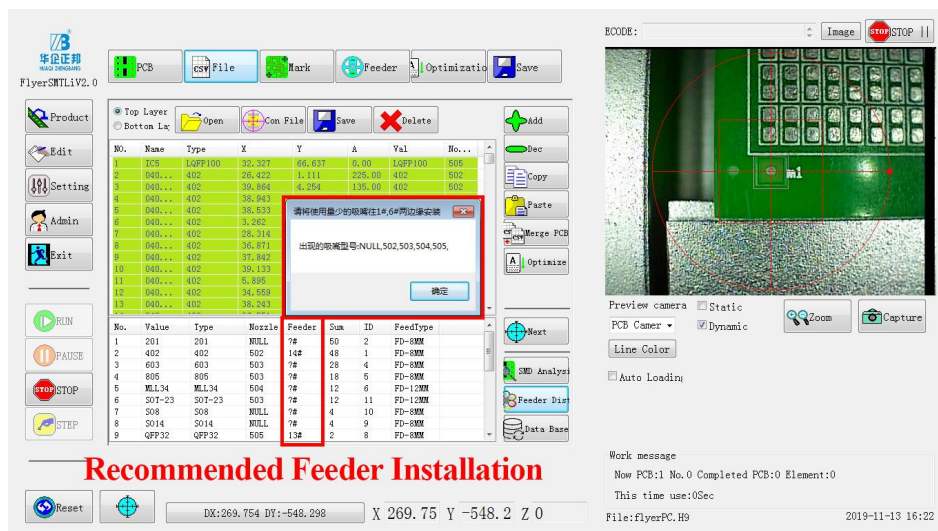 华企正邦
HUAQI ZHENGBANG
FlyerSMTLiV2.0
PCB
CSV File
Mark
Feeder
Optimizatio
Save
ECODE:
Image
STOP STOP ||
Product
Edit
Setting
Admin
Exit
RUN
PAUSE
STOP STOP
STEP
Reset
Top Layer
Bottom La
Open
Con File
Save
Delete
NO. Name Type X Y A Val No...
1 IC5 LQFP100 32.327 66.637 0.00 LQFP100 505
2 040... 402 26.422 1.111 225.00 402 502
3 040... 402 39.864 4.254 135.00 402 502
4 040... 402 38.943
5 040... 402 38.533
6 040... 402 3.262
7 040... 402 28.314
8 040... 402 36.871
9 040... 402 37.842
10 040... 402 39.133
11 040... 402 5.895
12 040... 402 34.559
13 040... 402 38.243
请将使用量少的吸嘴往1#,6#两边缘安装
出现的吸嘴型号:NULL,502,503,504,505,
确定
No. Value Type Nozzle Feeder Sum ID FeedType
1 201 201 NULL ?# 50 2 FD-8MM
2 402 402 502 14# 48 1 FD-8MM
3 603 603 503 ?# 28 4 FD-8MM
4 805 805 503 ?# 18 5 FD-8MM
5 MLL34 MLL34 504 ?# 12 6 FD-12MM
6 SOT-23 SOT-23 503 ?# 12 11 FD-12MM
7 SO8 SO8 NULL ?# 4 10 FD-8MM
8 SO14 SO14 NULL ?# 4 9 FD-8MM
9 QFP32 QFP32 505 13# 2 8 FD-8MM
Add
Dec
Copy
Paste
Merge PCB
Optimize
Next
SMD Analysi
Feeder Dist
Data Base
Recommended Feeder Installation
DX:269.754 DY:-548.298
X 269.75 Y -548.2 Z 0
m1
Preview camera
Static
PCB Camer
Dynamic
Zoom
Capture
Line Color
Auto Loading
Work message
Now PCB:1 No.0 Completed PCB:0 Element:0
This time use:0Sec
File:flyerPC.H9
2019-11-13 16:22